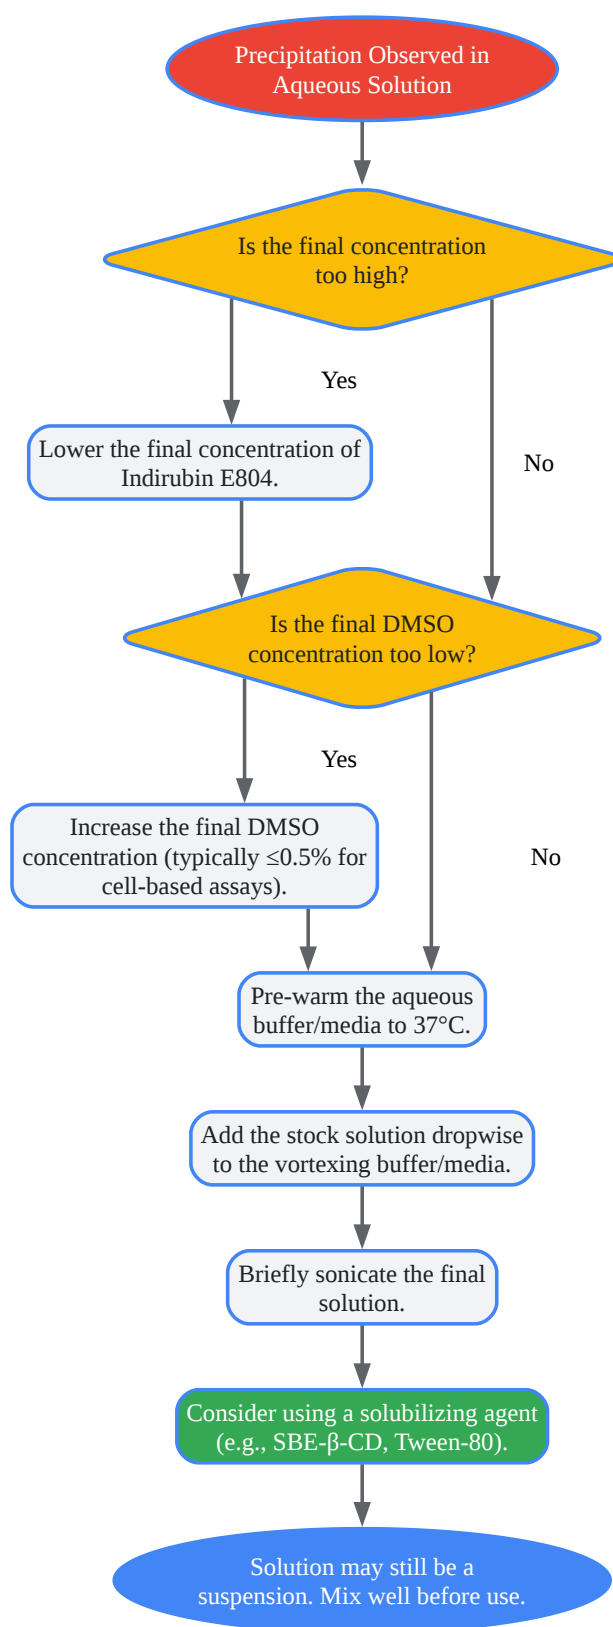 Precipitation Observed in
Aqueous Solution
Is the final concentration
too high?
Yes
Lower the final concentration of
Indirubin E804.
No
Is the final DMSO
concentration too low?
Yes
Increase the final DMSO
concentration (typically ≤0.5% for
cell-based assays).
No
Pre-warm the aqueous
buffer/media to 37°C.
Add the stock solution dropwise
to the vortexing buffer/media.
Briefly sonicate the final
solution.
Consider using a solubilizing agent
(e.g., SBE-β-CD, Tween-80).
Solution may still be a
suspension. Mix well before use.